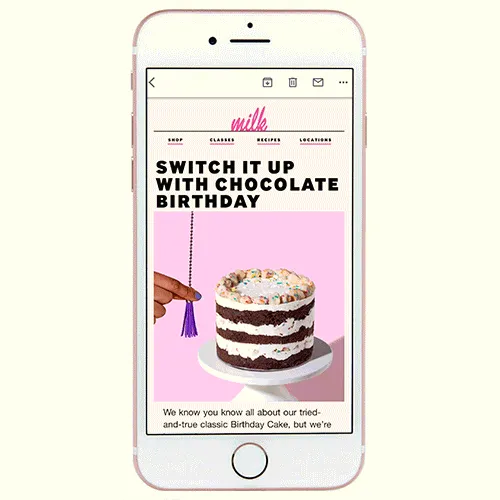 milk
SHOP CLASSES RECIPES LOCATIONS
SWITCH IT UP
WITH CHOCOLATE
BIRTHDAY
We know you know all about our tried-
and-true classic Birthday Cake, but we're